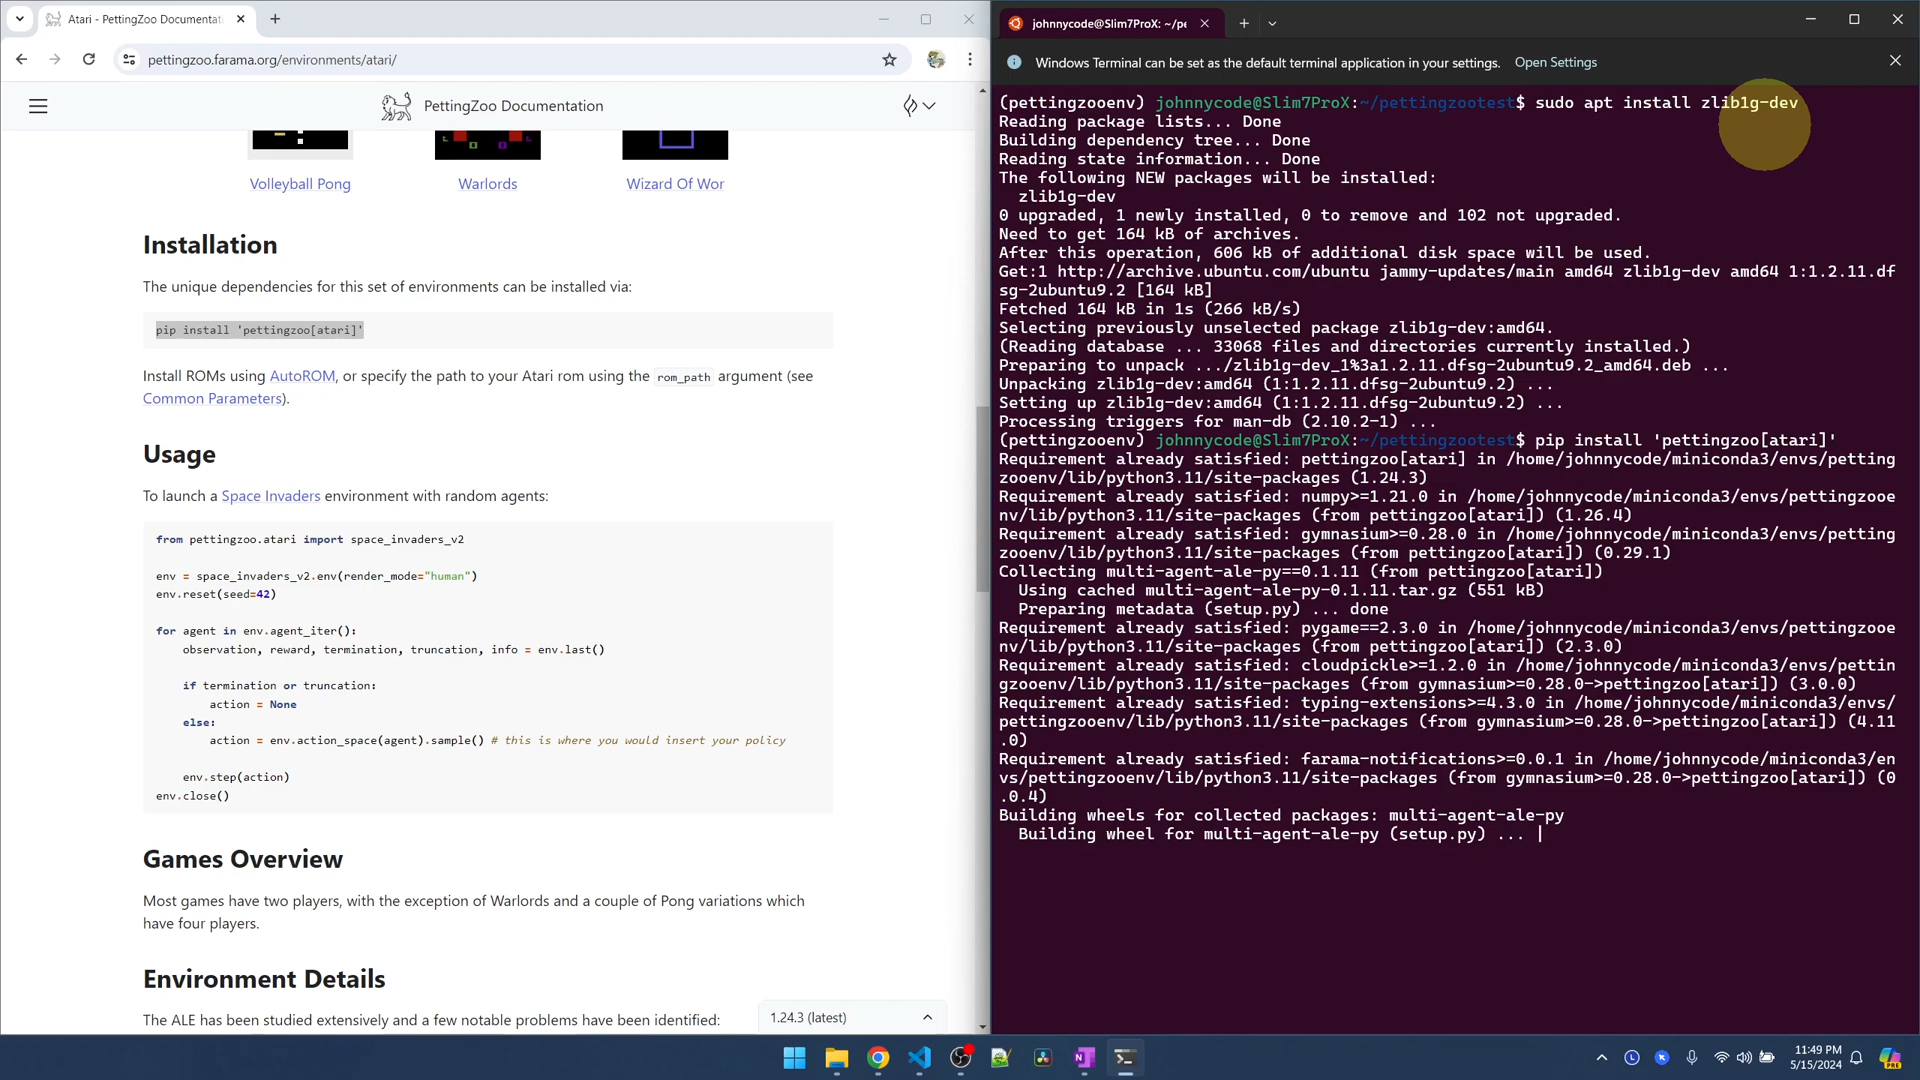 Atari - PettingZoo Documentat
pettingzoo.farama.org/environments/atari/
PettingZoo Documentation
Volleyball Pong
Warlords
Wizard Of Wor
Installation
The unique dependencies for this set of environments can be installed via:
pip install 'pettingzoo[atari]'
Install ROMs using AutoROM, or specify the path to your Atari rom using the rom_path argument (see
Common Parameters).
Usage
To launch a Space Invaders environment with random agents:
from pettingzoo.atari import space_invaders_v2
env = space_invaders_v2.env(render_mode="human")
env.reset(seed=42)
for agent in env.agent_iter():
observation, reward, termination, truncation, info = env.last()
if termination or truncation:
action = None
else:
action = env.action_space(agent).sample() # this is where you would insert your policy
env.step(action)
env.close()
Games Overview
Most games have two players, with the exception of Warlords and a couple of Pong variations which
have four players.
Environment Details
The ALE has been studied extensively and a few notable problems have been identified:
1.24.3 (latest)
johnnycode@Slim7ProX: ~/pe
Windows Terminal can be set as the default terminal application in your settings. Open Settings
(pettingzooenv) johnnycode@Slim7ProX:~/pettingzootest$ sudo apt install zlib1g-dev
Reading package lists... Done
Building dependency tree... Done
Reading state information... Done
The following NEW packages will be installed:
zlib1g-dev
0 upgraded, 1 newly installed, 0 to remove and 102 not upgraded.
Need to get 164 kB of archives.
After this operation, 606 kB of additional disk space will be used.
Get:1 http://archive.ubuntu.com/ubuntu jammy-updates/main amd64 zlib1g-dev amd64 1:1.2.11.df
sg-2ubuntu9.2 [164 kB]
Fetched 164 kB in 1s (266 kB/s)
Selecting previously unselected package zlib1g-dev:amd64.
(Reading database ... 33068 files and directories currently installed.)
Preparing to unpack .../zlib1g-dev_1%3a1.2.11.dfsg-2ubuntu9.2_amd64.deb ...
Unpacking zlib1g-dev:amd64 (1:1.2.11.dfsg-2ubuntu9.2) ...
Setting up zlib1g-dev:amd64 (1:1.2.11.dfsg-2ubuntu9.2) ...
Processing triggers for man-db (2.10.2-1) ...
(pettingzooenv) johnnycode@Slim7ProX:~/pettingzootest$ pip install 'pettingzoo[atari]'
Requirement already satisfied: pettingzoo[atari] in /home/johnnycode/miniconda3/envs/petting
zooenv/lib/python3.11/site-packages (1.24.3)
Requirement already satisfied: numpy>=1.21.0 in /home/johnnycode/miniconda3/envs/pettingzooe
nv/lib/python3.11/site-packages (from pettingzoo[atari]) (1.26.4)
Requirement already satisfied: gymnasium>=0.28.0 in /home/johnnycode/miniconda3/envs/petting
zooenv/lib/python3.11/site-packages (from pettingzoo[atari]) (0.29.1)
Collecting multi-agent-ale-py==0.1.11 (from pettingzoo[atari])
Using cached multi-agent-ale-py-0.1.11.tar.gz (551 kB)
Preparing metadata (setup.py) ... done
Requirement already satisfied: pygame==2.3.0 in /home/johnnycode/miniconda3/envs/pettingzooe
nv/lib/python3.11/site-packages (from pettingzoo[atari]) (2.3.0)
Requirement already satisfied: cloudpickle>=1.2.0 in /home/johnnycode/miniconda3/envs/pettin
gzooenv/lib/python3.11/site-packages (from gymnasium>=0.28.0->pettingzoo[atari]) (3.0.0)
Requirement already satisfied: typing-extensions>=4.3.0 in /home/johnnycode/miniconda3/envs/
pettingzooenv/lib/python3.11/site-packages (from gymnasium>=0.28.0->pettingzoo[atari]) (4.11
.0)
Requirement already satisfied: farama-notifications>=0.0.1 in /home/johnnycode/miniconda3/en
vs/pettingzooenv/lib/python3.11/site-packages (from gymnasium>=0.28.0->pettingzoo[atari]) (0
.0.4)
Building wheels for collected packages: multi-agent-ale-py
Building wheel for multi-agent-ale-py (setup.py) ... |
11:49 PM
5/15/2024